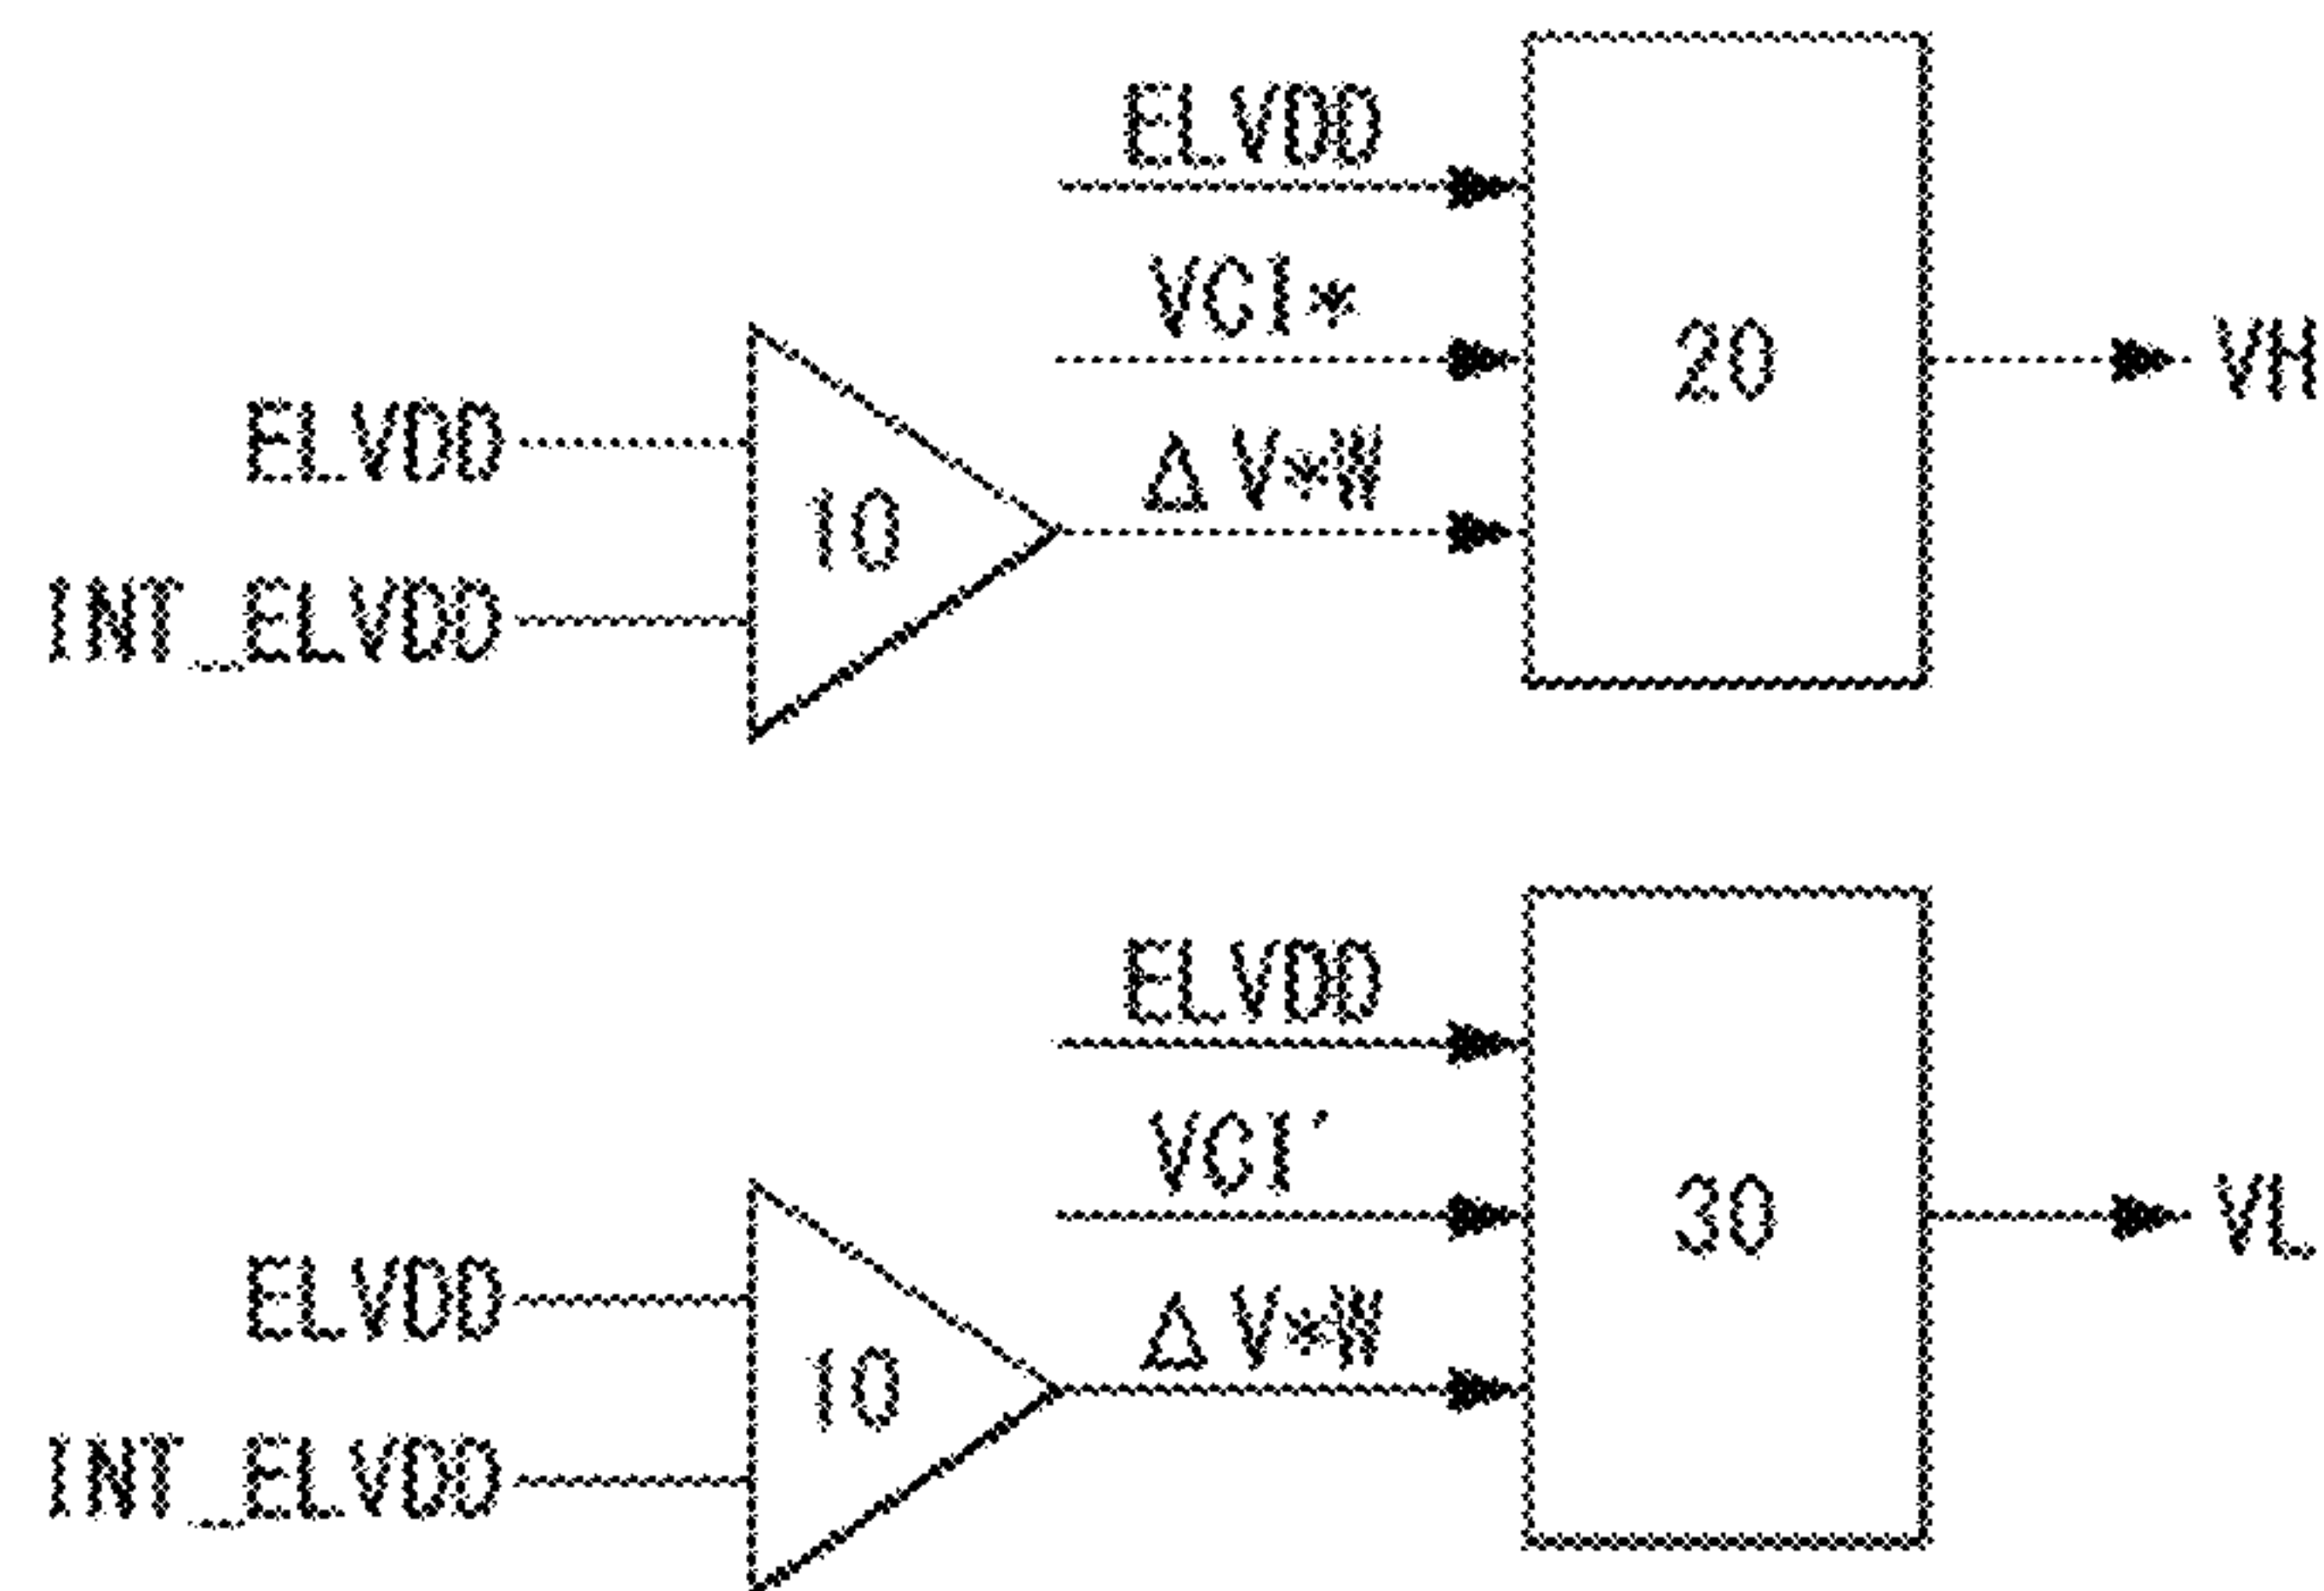 ELVDD
VCI*
20
VH
ELVDD
ΔV*W
10
INT_ELVDD
ELVDD
VCI'
30
VL
ELVDD
ΔV*W
10
INT_ELVDD